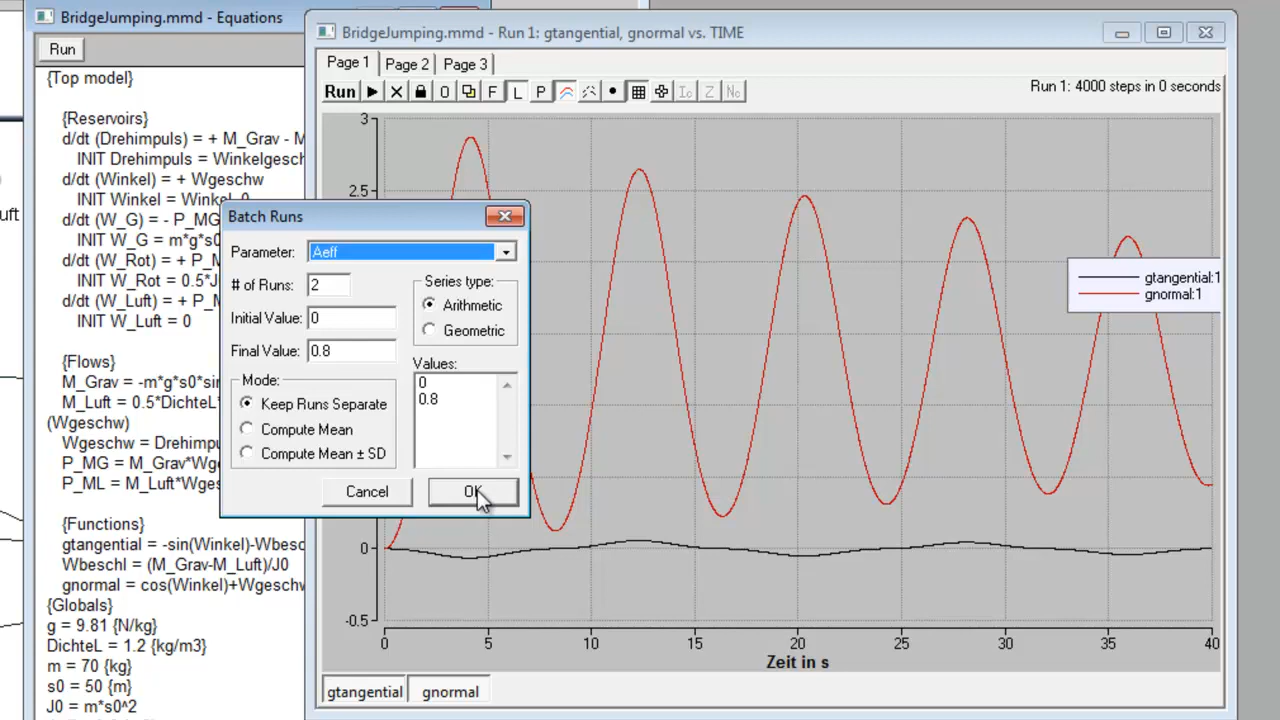 BridgeJumping.mmd - Equations
Run
{Top model}
{Reservoirs}
d/dt (Drehimpuls) = + M_Grav - M
INIT Drehimpuls = Winkelgesch
d/dt (Winkel) = + Wgeschw
INIT Winkel = Winkel_0
d/dt (W_G) = - P_MG
INIT W_G = m*g*s0
d/dt (W_Rot) = + P_M
INIT W_Rot = 0.5*J
d/dt (W_Luft) = + P_M
INIT W_Luft = 0
{Flows}
M_Grav = -m*g*s0*sin
M_Luft = 0.5*DichteL*
(Wgeschw)
Wgeschw = Drehimpu
P_MG = M_Grav*Wge
P_ML = M_Luft*Wges
{Functions}
gtangential = -sin(Winkel)-Wbesc
Wbeschl = (M_Grav-M_Luft)/J0
gnormal = cos(Winkel)+Wgeschw
{Globals}
g = 9.81 {N/kg}
DichteL = 1.2 {kg/m3}
m = 70 {kg}
s0 = 50 {m}
J0 = m*s0^2
uft
BridgeJumping.mmd - Run 1: gtangential, gnormal vs. TIME
Page 1 Page 2 Page 3
Run 0 F L P Ic Z Nc
Run 1: 4000 steps in 0 seconds
3
2.5
0
-0.5
0 5 10 15 20 25 30 35 40
Zeit in s
gtangential:1
gnormal:1
gtangential gnormal
Batch Runs
Parameter: Aeff
# of Runs: 2
Initial Value: 0
Final Value: 0.8
Series type:
Arithmetic
Geometric
Values:
0
0.8
Mode:
Keep Runs Separate
Compute Mean
Compute Mean ± SD
Cancel OK